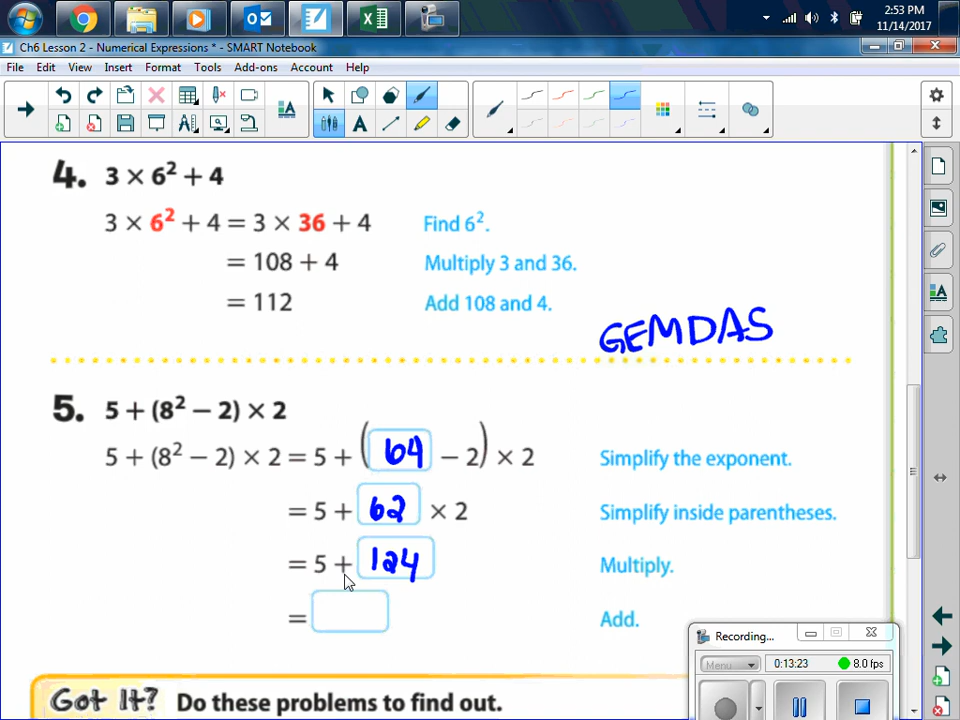 2:53 PM
11/14/2017
Ch6 Lesson 2 - Numerical Expressions * - SMART Notebook
File Edit View Insert Format Tools Add-ons Account Help
4. 3 × 6² + 4
3 × 6² + 4 = 3 × 36 + 4 Find 6².
= 108 + 4 Multiply 3 and 36.
= 112 Add 108 and 4.
GEMDAS
5. 5 + (8² − 2) × 2
5 + (8² − 2) × 2 = 5 + (64 − 2) × 2 Simplify the exponent.
= 5 + 62 × 2 Simplify inside parentheses.
= 5 + 124 Multiply.
= Add.
Recording...
Menu 0:13:23 8.0 fps
Got It? Do these problems to find out.